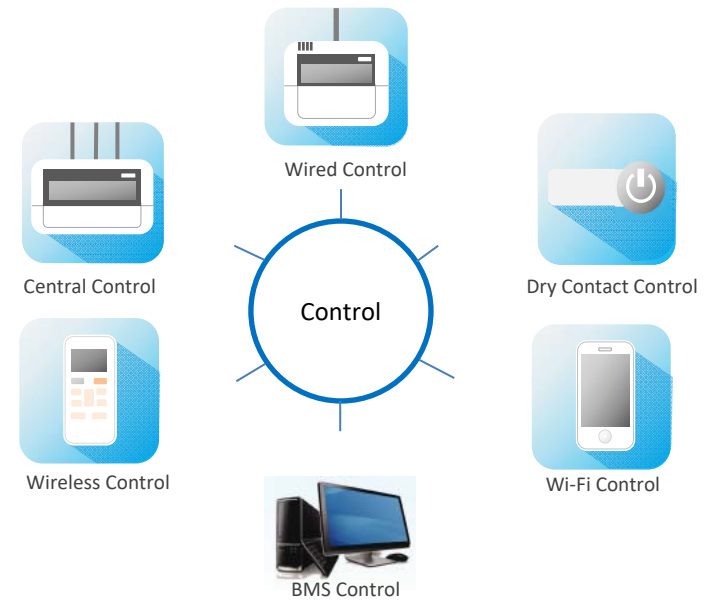 Wired Control
Central Control
Dry Contact Control
Control
Wireless Control
Wi-Fi Control
BMS Control